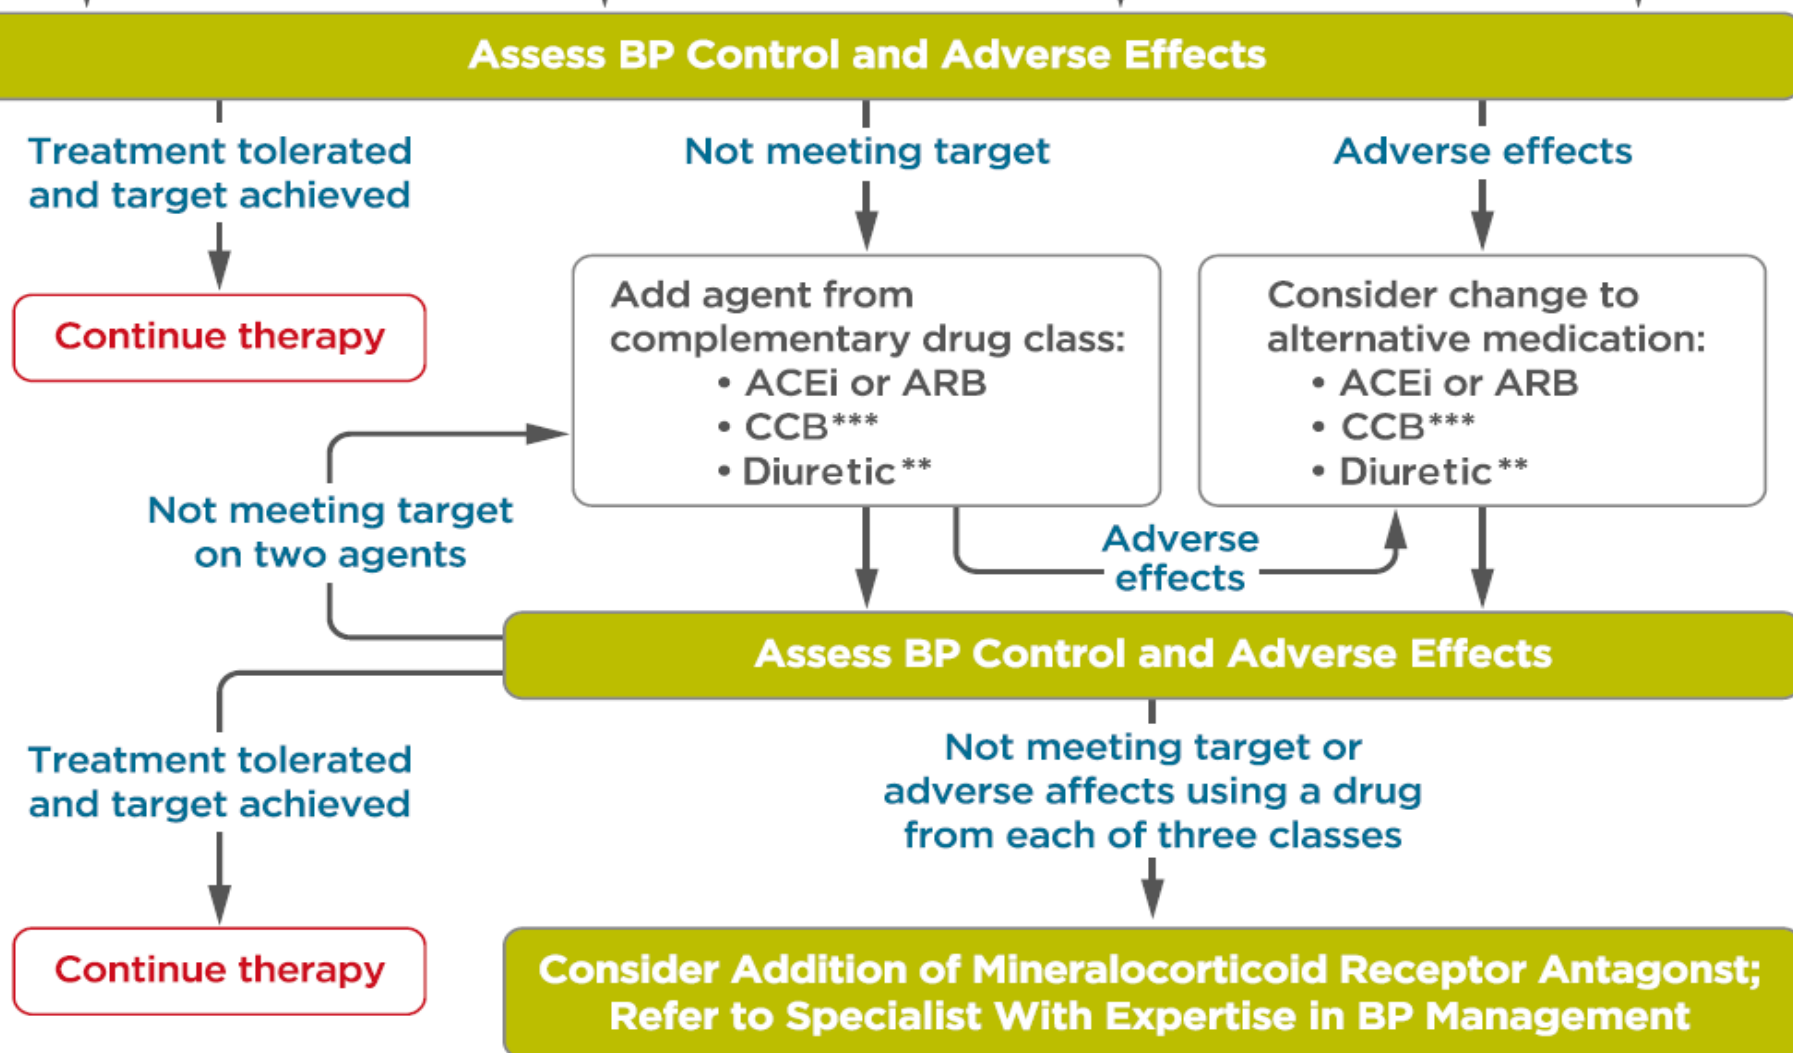 Assess BP Control and Adverse Effects
Treatment tolerated
and target achieved
Not meeting target
Adverse effects
Continue therapy
Add agent from
complementary drug class:
• ACEi or ARB
• CCB***
• Diuretic**
Consider change to
alternative medication:
• ACEi or ARB
• CCB***
• Diuretic**
Not meeting target
on two agents
Adverse
effects
Assess BP Control and Adverse Effects
Treatment tolerated
and target achieved
Not meeting target or
adverse affects using a drug
from each of three classes
Continue therapy
Consider Addition of Mineralocorticoid Receptor Antagonst;
Refer to Specialist With Expertise in BP Management